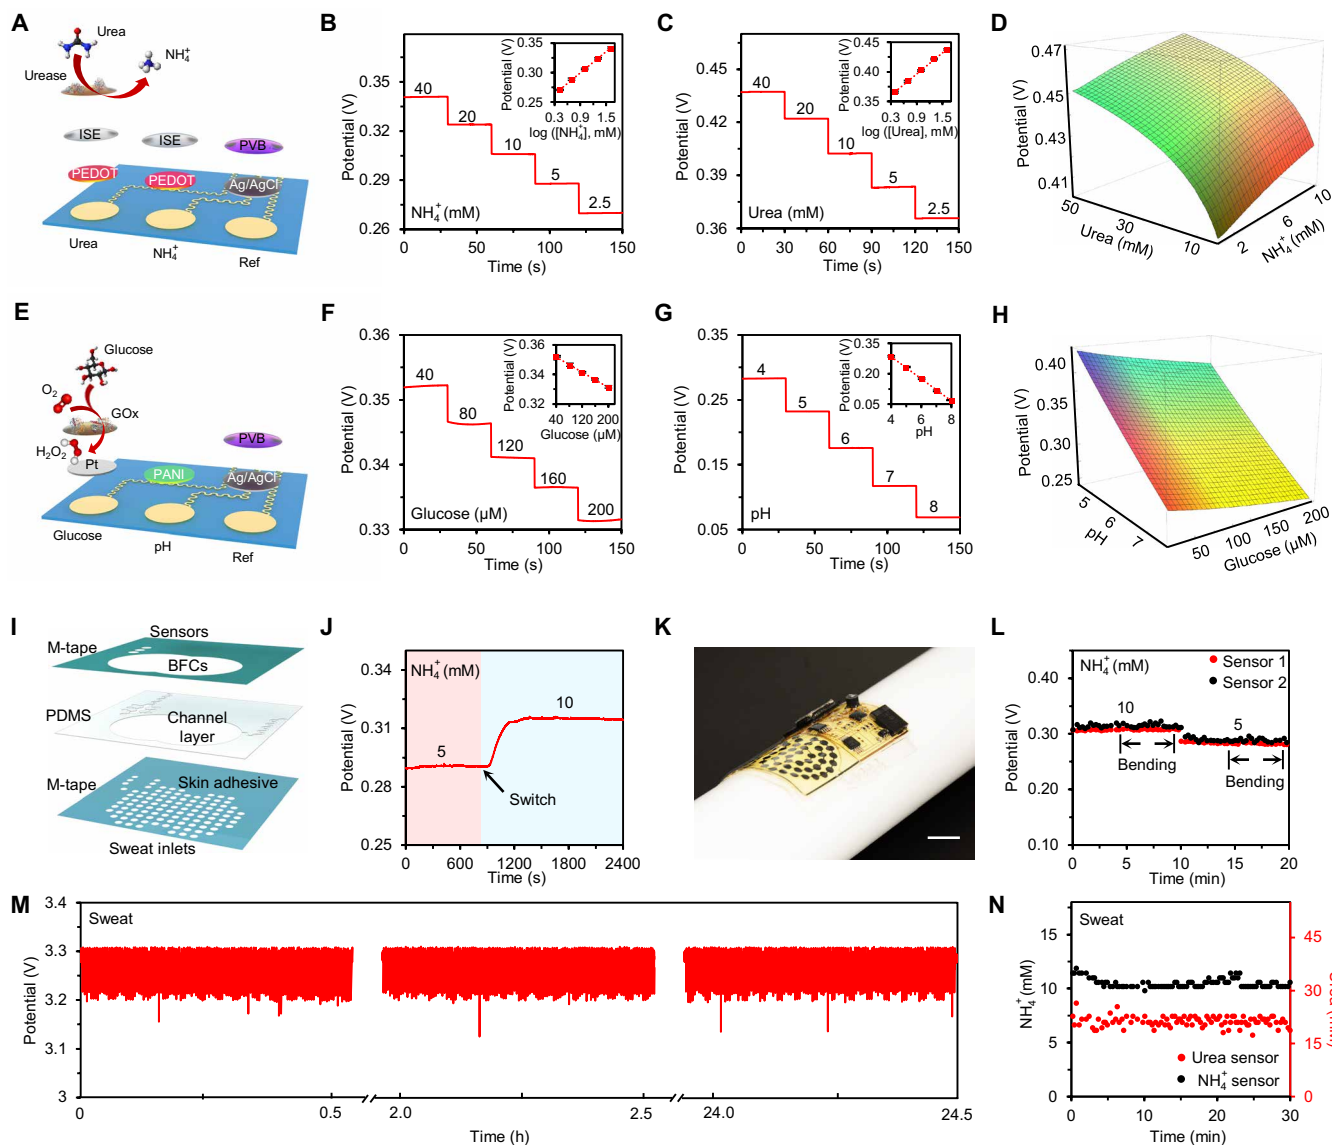 A
Urea
NH₄⁺
Urease
ISE
ISE
PVB
PEDOT
PEDOT
Ag/AgCl
Urea
NH₄⁺
Ref
B
Potential (V)
0.35
0.31
0.29
0.26
40
20
10
5
2.5
NH₄⁺ (mM)
0 50 100 150
Time (s)
Potential (V)
0.35
0.30
0.25
0.3 0.9 1.5
log ([NH₄⁺], mM)
C
Potential (V)
0.47
0.43
0.40
0.36
40
20
10
5
2.5
Urea (mM)
0 30 60 90 120 150
Time (s)
Potential (V)
0.45
0.40
0.35
0.3 0.9 1.5
log ([Urea], mM)
D
Potential (V)
0.47
0.45
0.43
0.41
50
30
10
Urea (mM)
2
6
10
NH₄⁺ (mM)
E
Glucose
O₂
GOx
H₂O₂
Pt
PANI
PVB
Ag/AgCl
Glucose
pH
Ref
F
Potential (V)
0.36
0.35
0.34
0.33
40
80
120
160
200
Glucose (µM)
0 50 100 150
Time (s)
Potential (V)
0.36
0.34
0.32
40 120 200
Glucose (µM)
G
Potential (V)
0.35
0.25
0.15
0.05
4
5
6
7
8
pH
0 50 100 150
Time (s)
Potential (V)
0.35
0.25
0.15
0.05
4 6 8
pH
H
Potential (V)
0.40
0.35
0.30
0.25
5
6
7
pH
50
100
150
200
Glucose (µM)
I
Sensors
M-tape
BFCs
PDMS
Channel
layer
M-tape
Skin adhesive
Sweat inlets
J
Potential (V)
0.34
0.31
0.28
0.25
NH₄⁺ (mM)
5
10
Switch
0 600 1200 1800 2400
Time (s)
K
L
Potential (V)
0.40
0.30
0.20
0.10
NH₄⁺ (mM)
Sensor 1
Sensor 2
10
5
Bending
Bending
0 5 10 15 20
Time (min)
M
Potential (V)
3.4
3.3
3.2
3.1
3
Sweat
0 0.5 2.0 2.5 24.0 24.5
Time (h)
N
NH₄⁺ (mM)
15
10
5
0
Sweat
45
30
15
0
Urea sensor
NH₄⁺ sensor
0 10 20 30
Time (min)